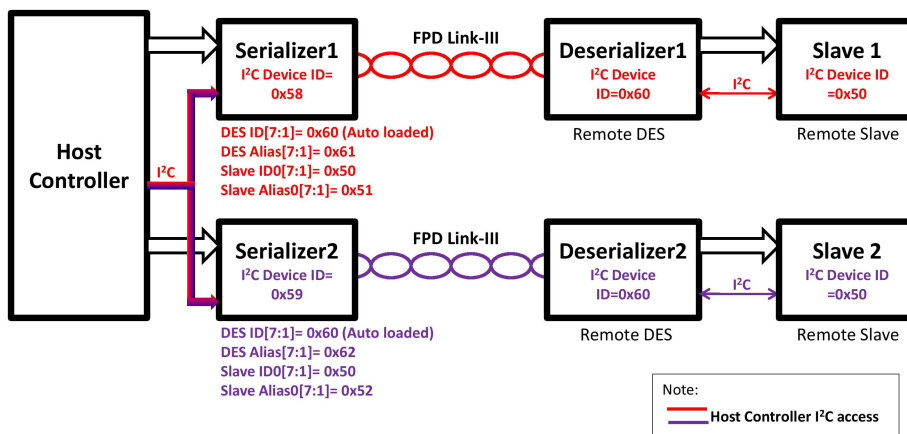 Host
Controller
I²C
Serializer1
I²C Device ID=
0x58
FPD Link-III
Deserializer1
I²C Device
ID=0x60
I²C
Slave 1
I²C Device ID
=0x50
DES ID[7:1]= 0x60 (Auto loaded)
DES Alias[7:1]= 0x61
Slave ID0[7:1]= 0x50
Slave Alias0[7:1]= 0x51
Remote DES
Remote Slave
Serializer2
I²C Device ID=
0x59
FPD Link-III
Deserializer2
I²C Device
ID=0x60
I²C
Slave 2
I²C Device ID
=0x50
DES ID[7:1]= 0x60 (Auto loaded)
DES Alias[7:1]= 0x62
Slave ID0[7:1]= 0x50
Slave Alias0[7:1]= 0x52
Remote DES
Remote Slave
Note:
Host Controller I²C access